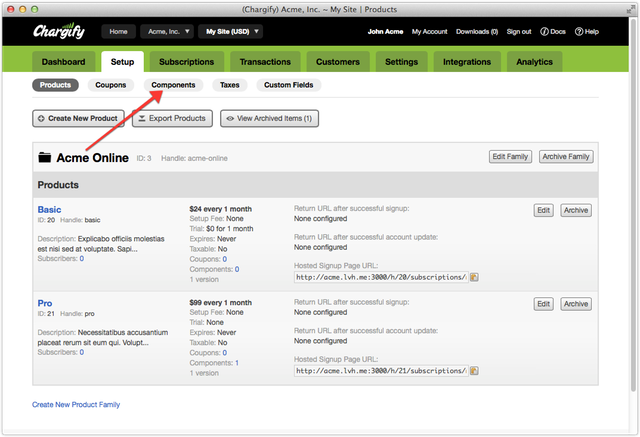 (Chargify) Acme, Inc. ~ My Site | Products
Chargify Home Acme, Inc. My Site (USD) John Acme My Account Downloads (0) Sign out Docs Help
Dashboard Setup Subscriptions Transactions Customers Settings Integrations Analytics
Products Coupons Components Taxes Custom Fields
Create New Product Export Products View Archived Items (1)
Acme Online ID: 3 Handle: acme-online Edit Family Archive Family
Products
Basic
ID: 20 Handle: basic
Description: Explicabo officiis molestias
est nisi sed at voluptate. Sapi...
Subscribers: 0
$24 every 1 month
Setup Fee: None
Trial: $0 for 1 month
Expires: Never
Taxable: No
Coupons: 0
Components: 0
1 version
Return URL after successful signup:
None configured
Return URL after successful account update:
None configured
Hosted Signup Page URL:
http://acme.lvh.me:3000/h/20/subscriptions/
Edit Archive
Pro
ID: 21 Handle: pro
Description: Necessitatibus accusantium
placeat rerum sit eum qui. Volupt...
Subscribers: 0
$99 every 1 month
Setup Fee: None
Trial: None
Expires: Never
Taxable: No
Coupons: 0
Components: 1
1 version
Return URL after successful signup:
None configured
Return URL after successful account update:
None configured
Hosted Signup Page URL:
http://acme.lvh.me:3000/h/21/subscriptions/
Edit Archive
Create New Product Family